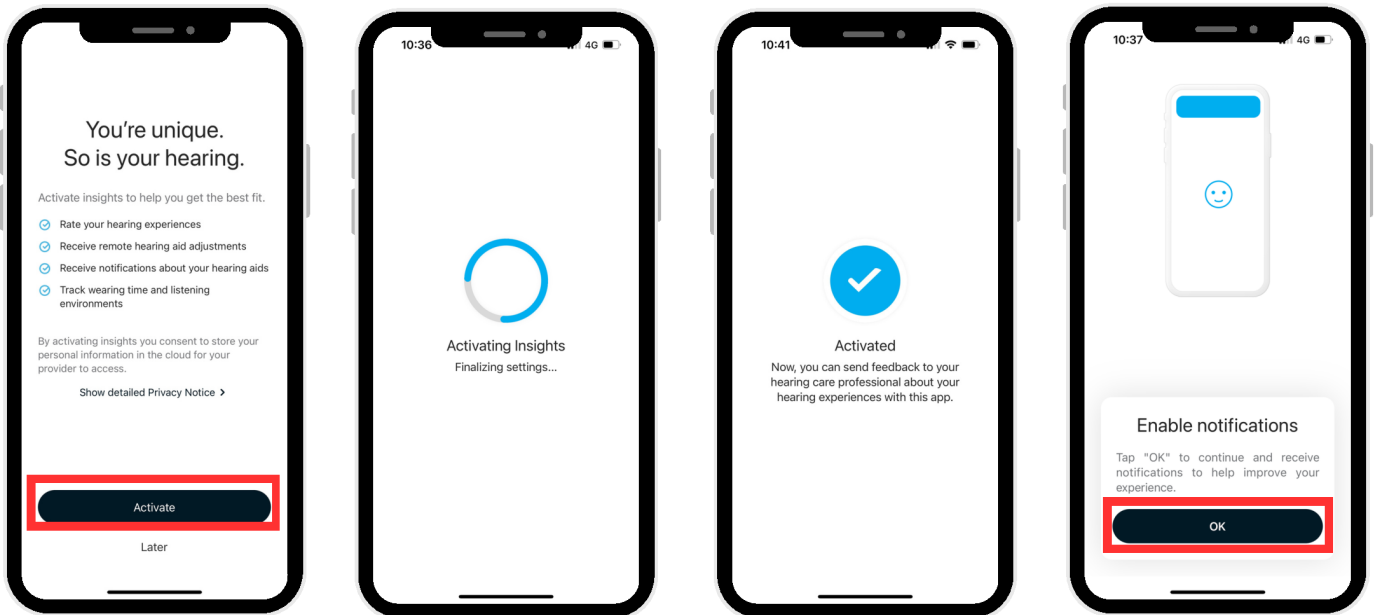 You're unique.
So is your hearing.
Activate insights to help you get the best fit.
Rate your hearing experiences
Receive remote hearing aid adjustments
Receive notifications about your hearing aids
Track wearing time and listening
environments
By activating insights you consent to store your
personal information in the cloud for your
provider to access.
Show detailed Privacy Notice >
Activate
Later
10:36
4G
Activating Insights
Finalizing settings...
10:41
Activated
Now, you can send feedback to your
hearing care professional about your
hearing experiences with this app.
10:37
4G
Enable notifications
Tap "OK" to continue and receive
notifications to help improve your
experience.
OK